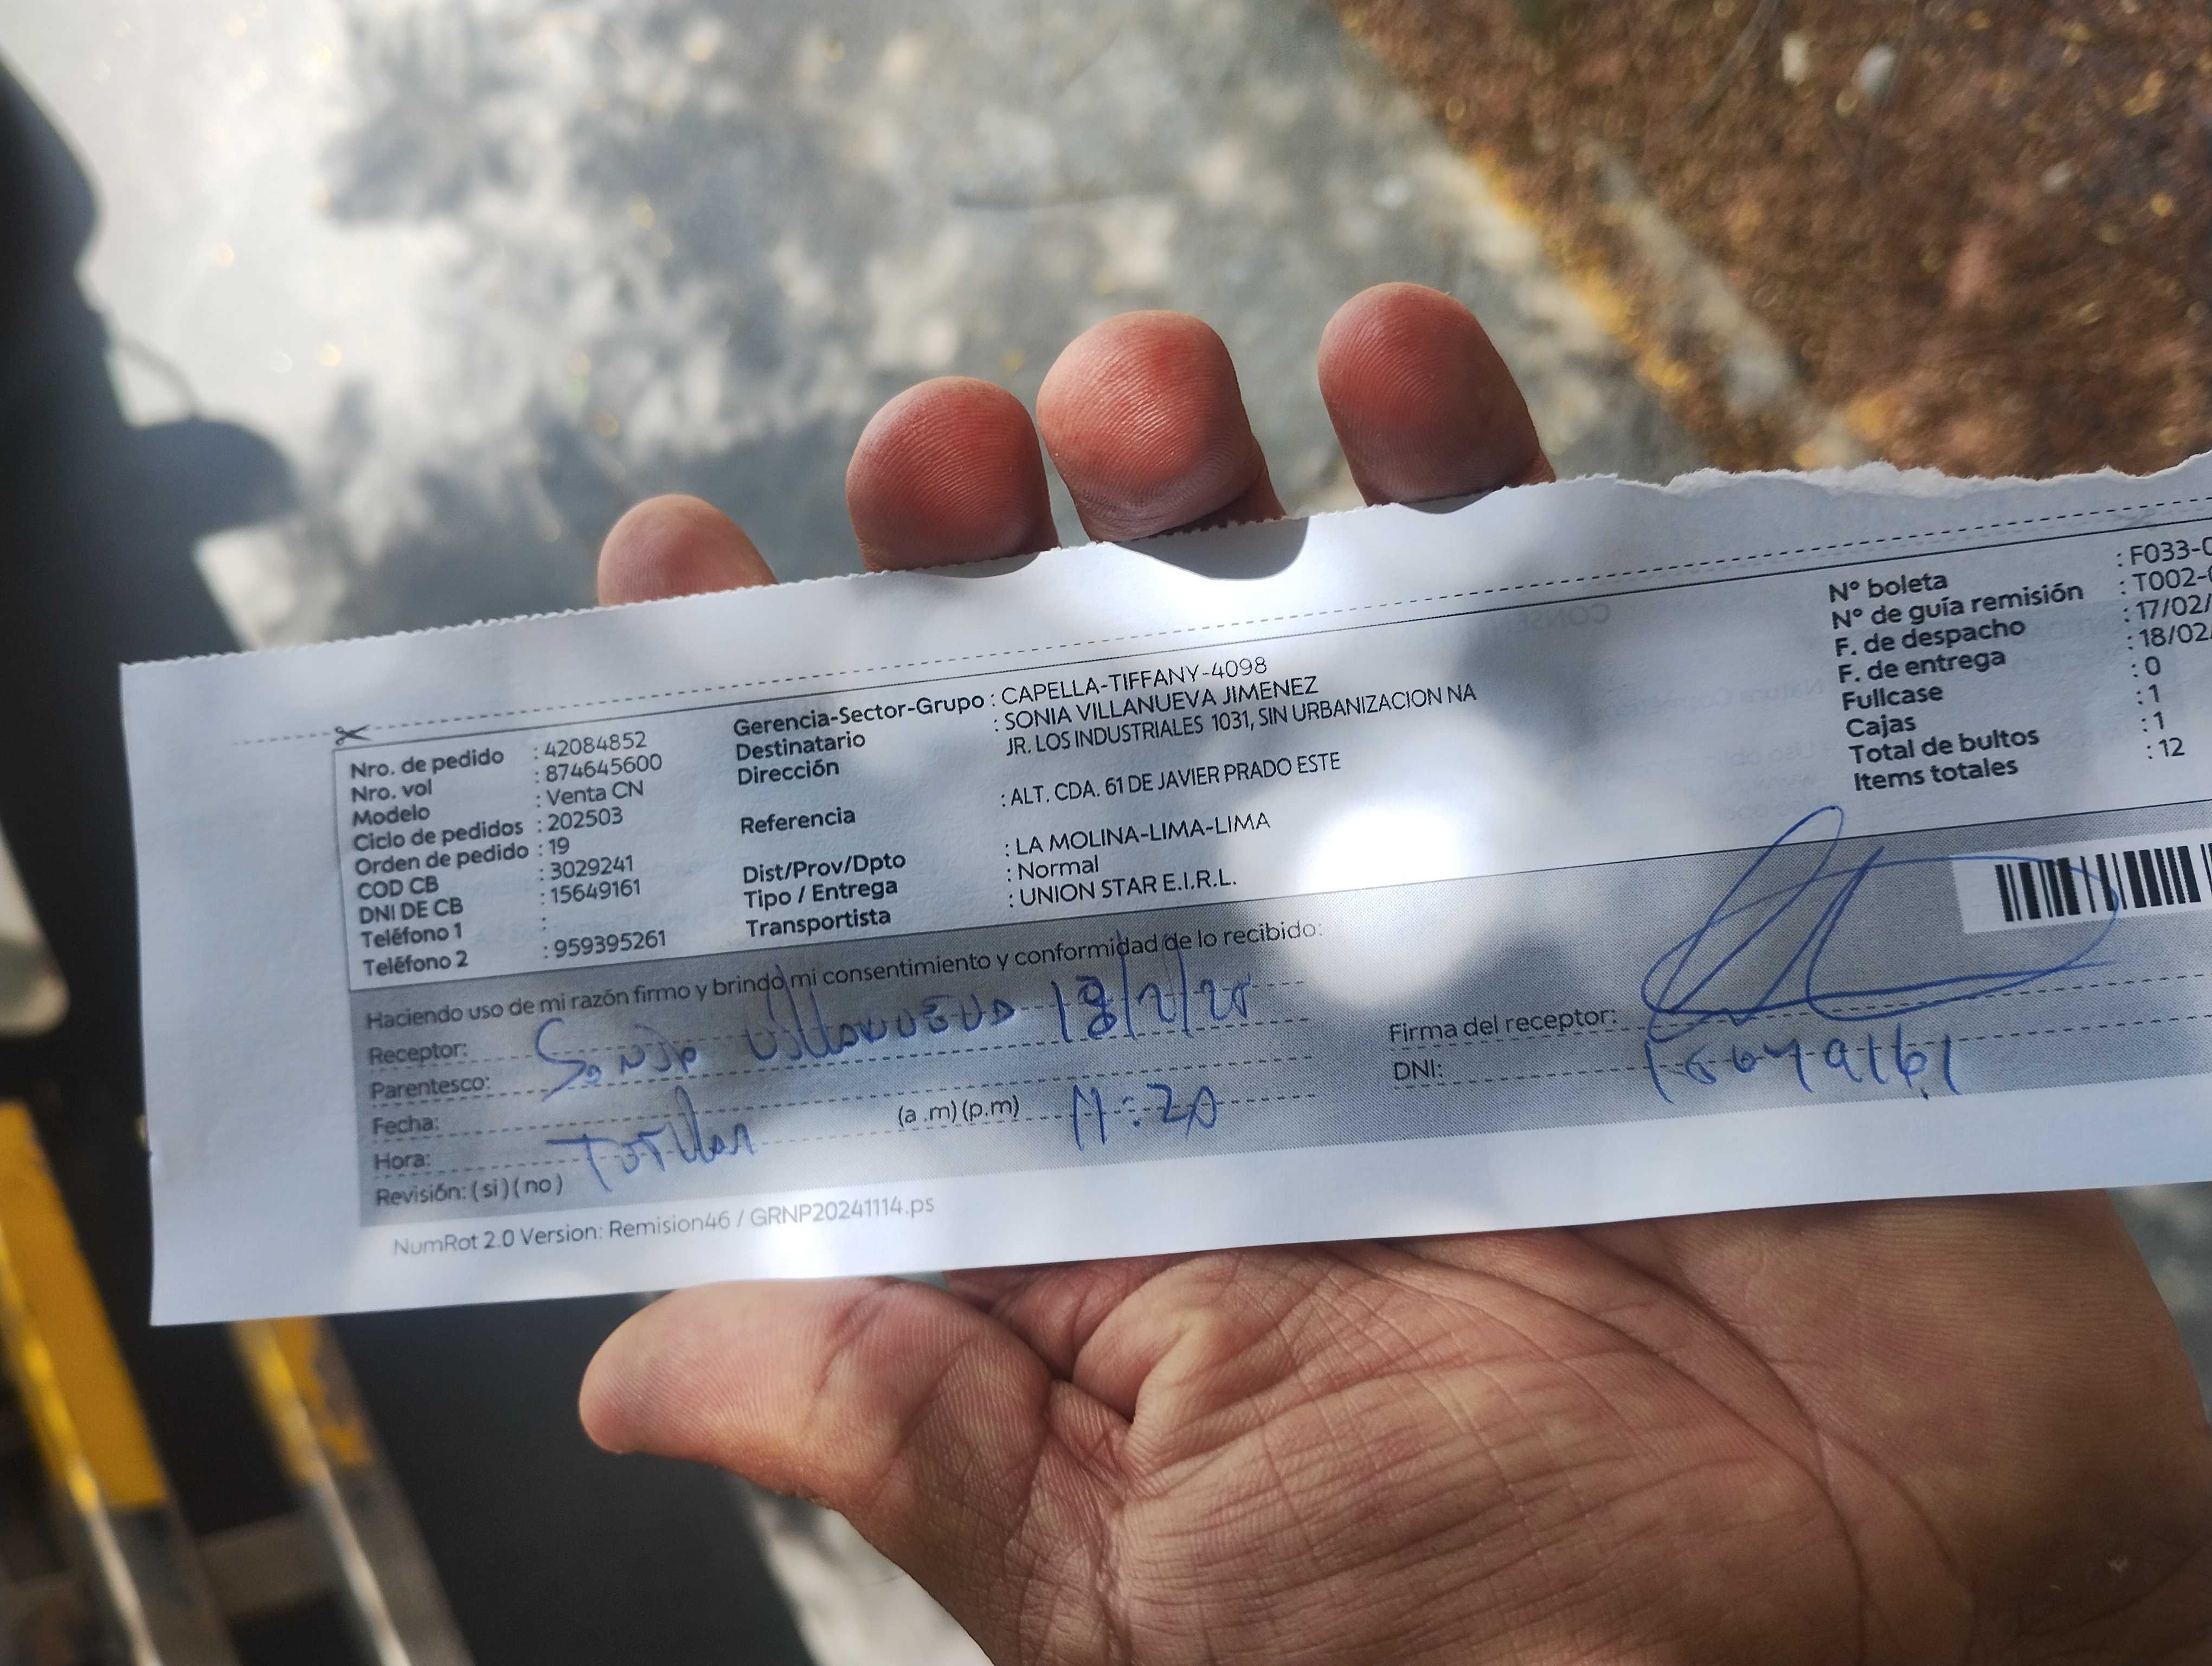 Nro. de pedido : 42084852
Nro. vol : 874645600
Modelo : Venta CN
Ciclo de pedidos : 202503
Orden de pedido : 19
COD CB : 3029241
DNI DE CB : 15649161
Teléfono 1 :
Teléfono 2 : 959395261
Gerencia-Sector-Grupo : CAPELLA-TIFFANY-4098
Destinatario : SONIA VILLANUEVA JIMENEZ
Dirección JR. LOS INDUSTRIALES 1031, SIN URBANIZACION NA
Referencia : ALT. CDA. 61 DE JAVIER PRADO ESTE
Dist/Prov/Dpto : LA MOLINA-LIMA-LIMA
Tipo / Entrega : Normal
Transportista : UNION STAR E.I.R.L.
Nº boleta : F033-0
Nº de guía remisión : T002-0
F. de despacho : 17/02/
F. de entrega : 18/02
Fullcase : 0
Cajas : 1
Total de bultos : 1
Items totales : 12
Haciendo uso de mi razón firmo y brindo mi consentimiento y conformidad de lo recibido:
Receptor: Sonia Villanueva 18/2/25
Parentesco:
Fecha:
Hora: (a .m) (p.m) 11:20
Revisión: ( si ) ( no )
Firma del receptor:
DNI: 15649161
NumRot 2.0 Version: Remision46 / GRNP20241114.ps